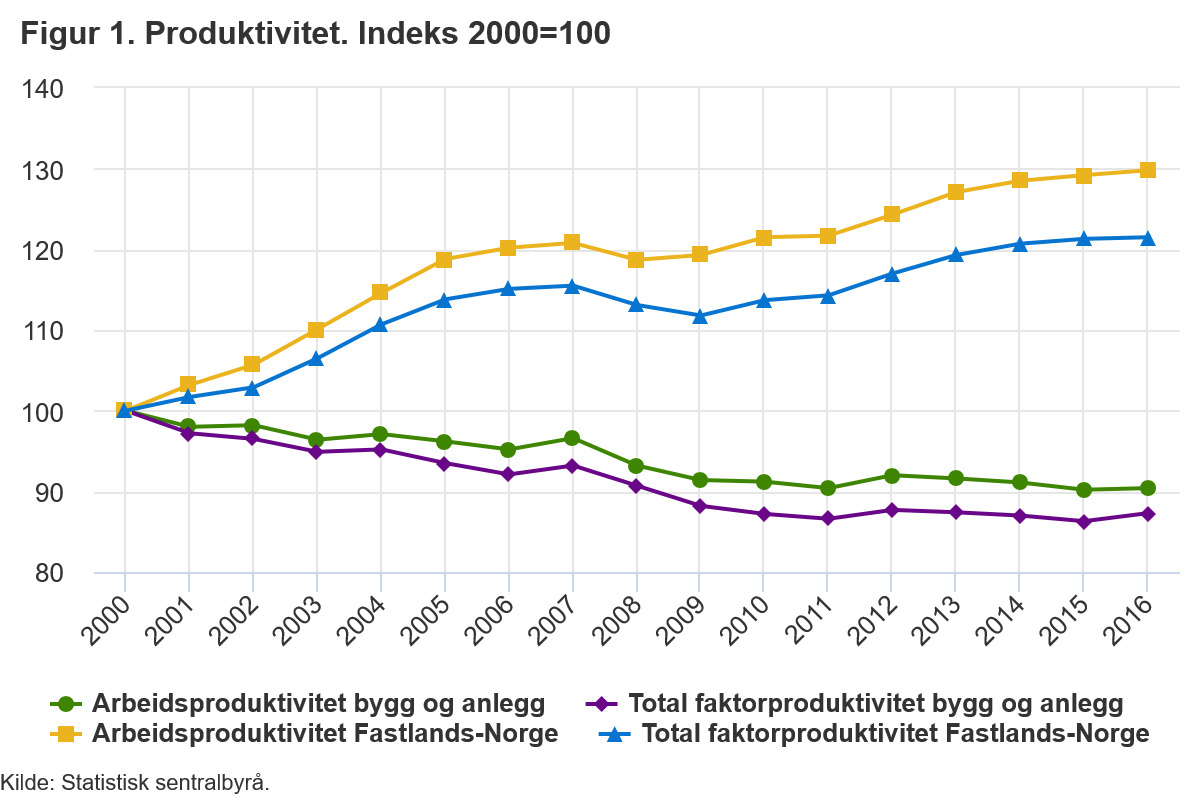 Figur 1. Produktivitet. Indeks 2000=100
140
130
120
110
100
90
80
2000 2001 2002 2003 2004 2005 2006 2007 2008 2009 2010 2011 2012 2013 2014 2015 2016
Arbeidsproduktivitet bygg og anlegg Total faktorproduktivitet bygg og anlegg
Arbeidsproduktivitet Fastlands-Norge Total faktorproduktivitet Fastlands-Norge
Kilde: Statistisk sentralbyrå.